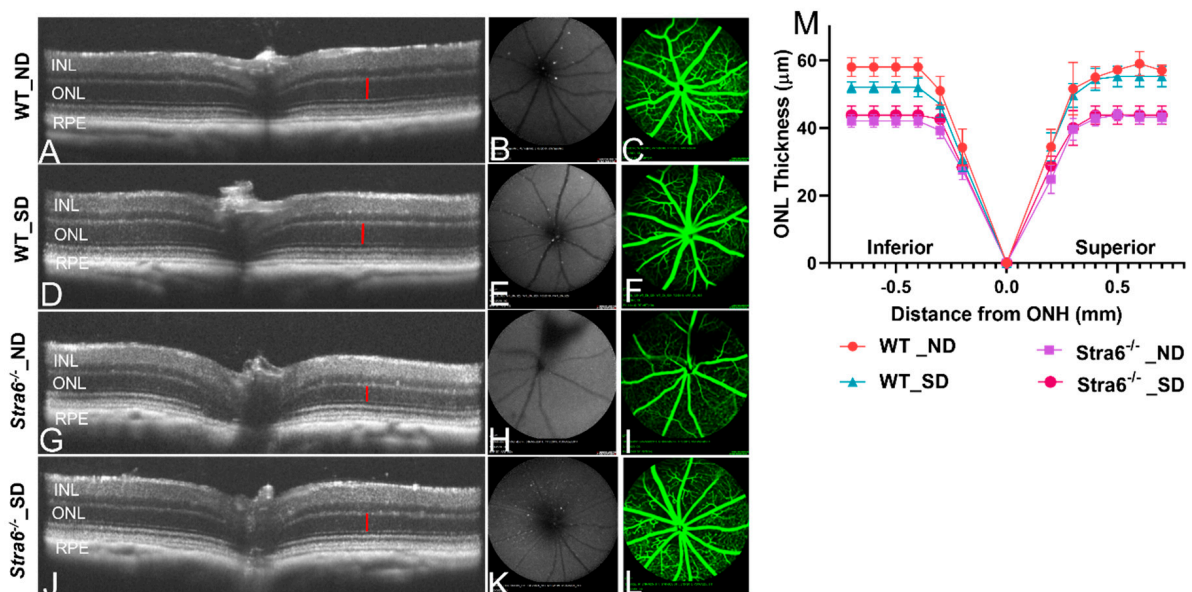 WT_ND
INL
ONL
RPE
A
B
C
WT_SD
INL
ONL
RPE
D
E
F
Stra6-/-_ND
INL
ONL
RPE
G
H
I
Stra6-/-_SD
INL
ONL
RPE
J
K
L
M
ONL Thickness (μm)
60
40
20
0
Inferior
Superior
-0.5
0.0
0.5
Distance from ONH (mm)
WT _ND
Stra6-/- _ND
WT_SD
Stra6-/- _SD